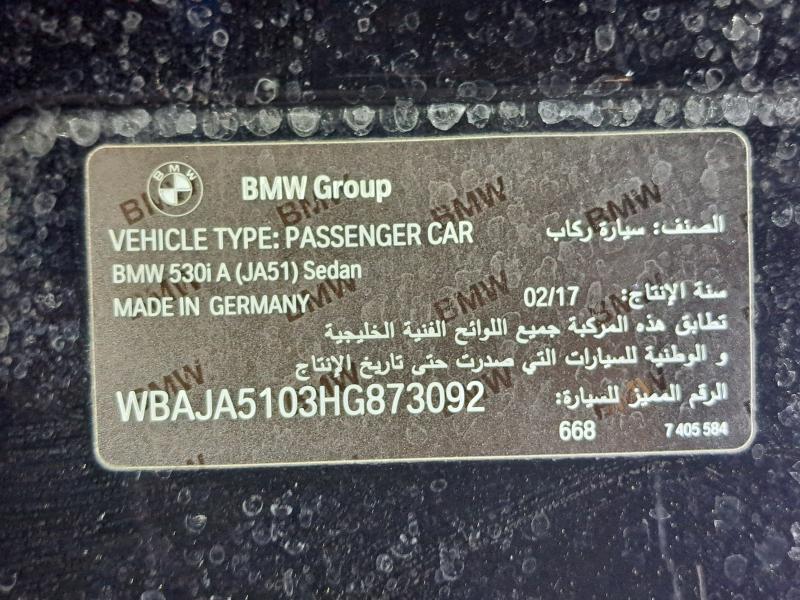 BMW Group
VEHICLE TYPE: PASSENGER CAR الصنف: سيارة ركاب
BMW 530i A (JA51) Sedan
MADE IN GERMANY سنة الإنتاج: 02/17
تطابق هذه المركبة جميع اللوائح الفنية الخليجية
و الوطنية للسيارات التي صدرت حتى تاريخ الإنتاج
WBAJA5103HG873092 الرقم المميز للسيارة:
668 7 405 584